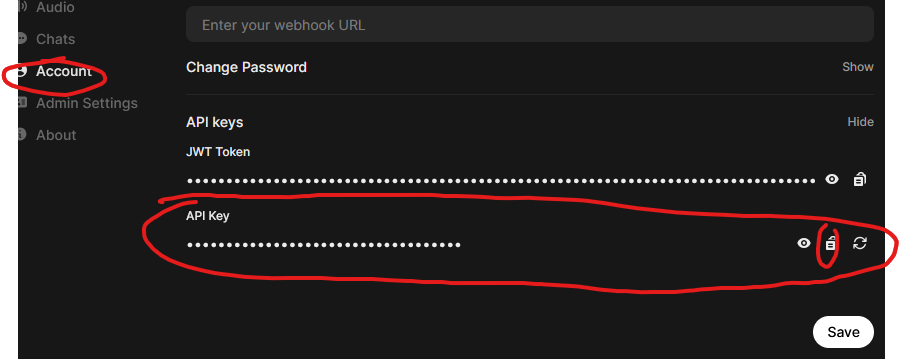 Audio
Chats
Account
Admin Settings
About
Enter your webhook URL
Change Password Show
API keys Hide
JWT Token
API Key
Save